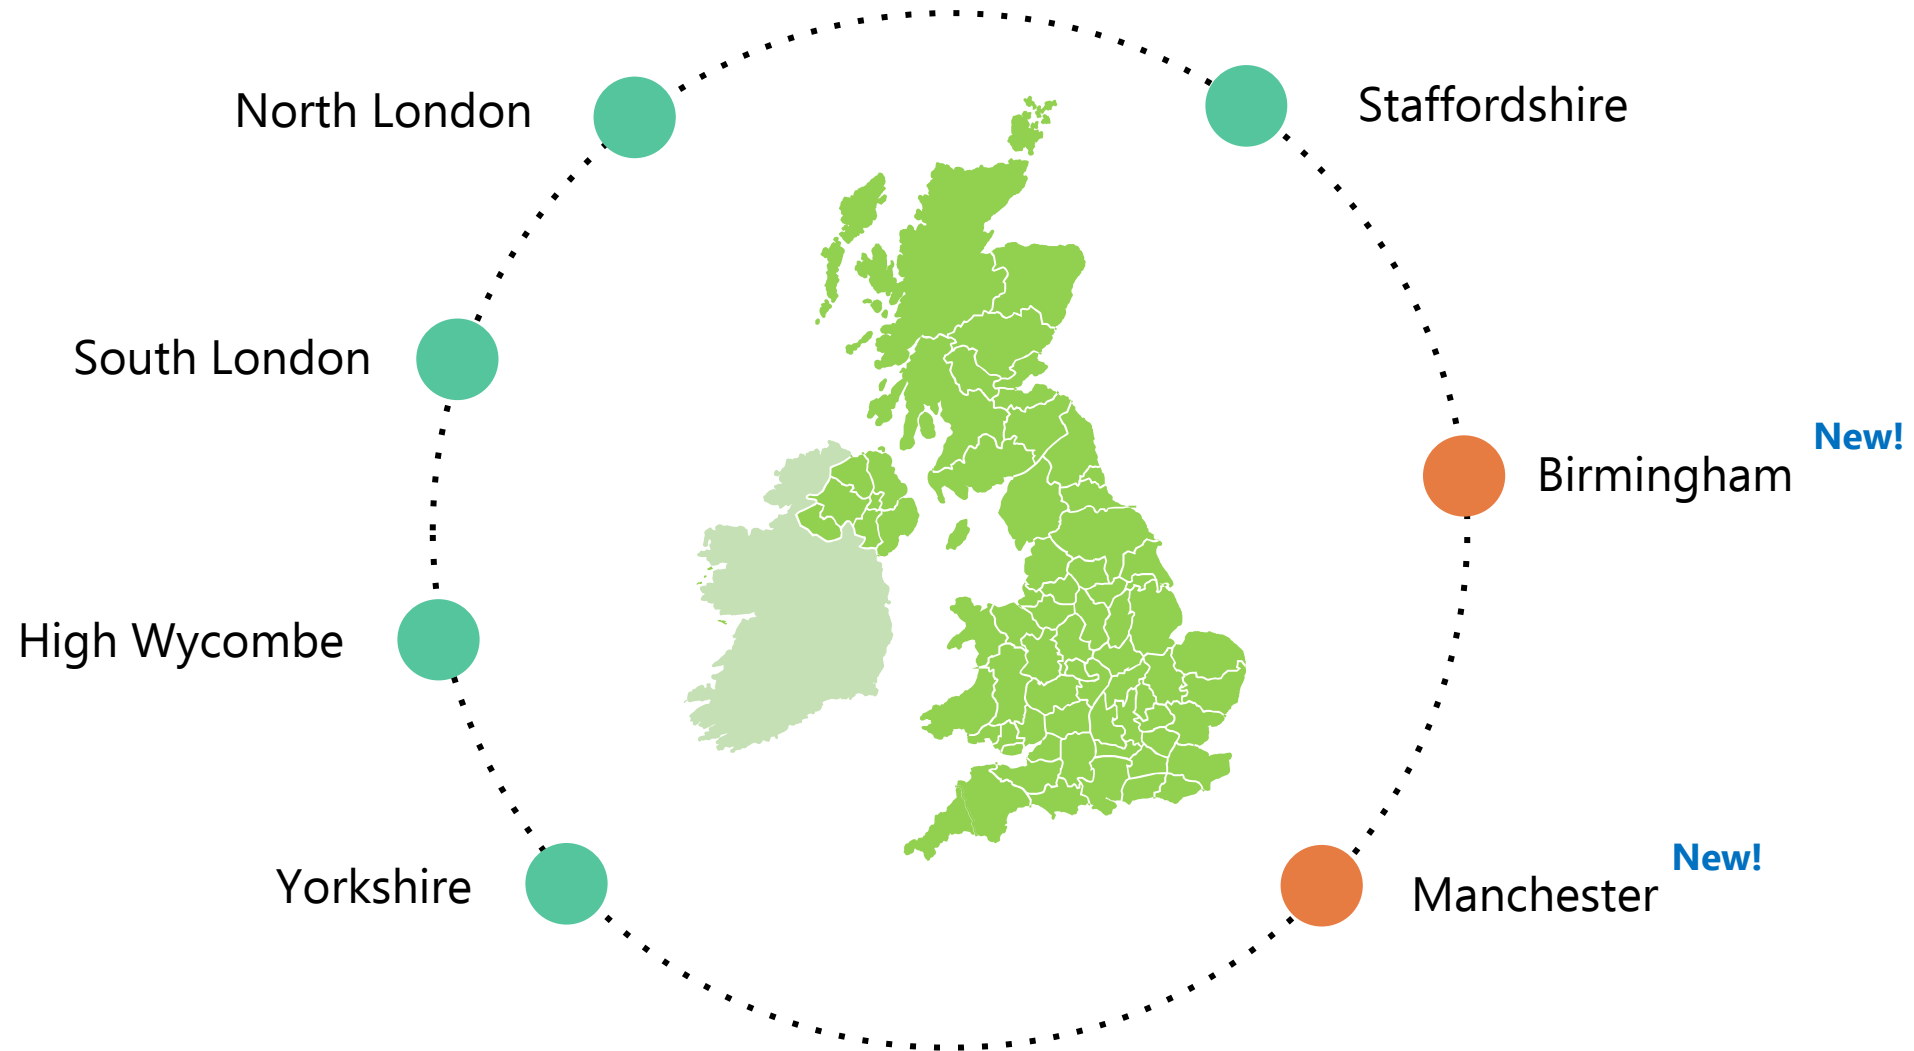 North London
Staffordshire
South London
New!
Birmingham
High Wycombe
New!
Yorkshire
Manchester